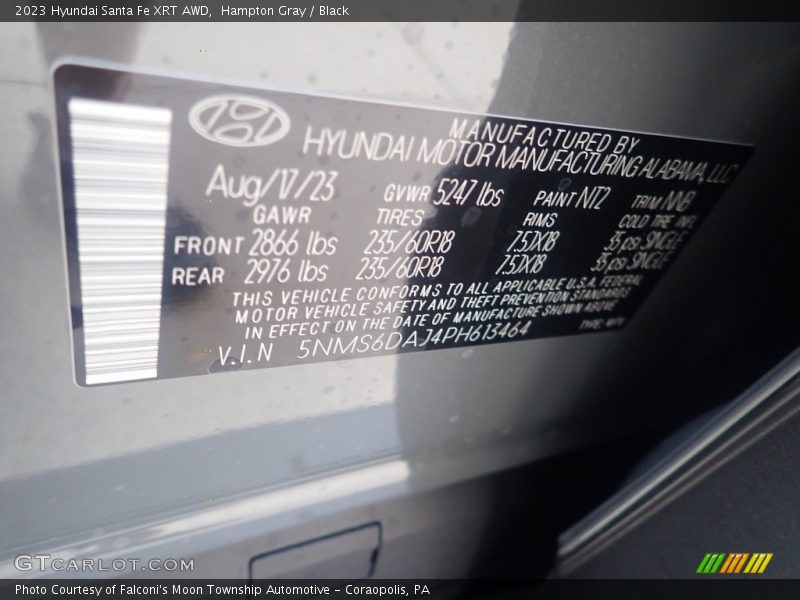 2023 Hyundai Santa Fe XRT AWD, Hampton Gray / Black
MANUFACTURED BY
HYUNDAI MOTOR MANUFACTURING ALABAMA, LLC
Aug/17/23 GVWR 5247 lbs PAINT NT2 TRIM NNB
GAWR TIRES RIMS COLD TIRE INFL
FRONT 2866 lbs 235/60R18 7.5JX18 35 psi SINGLE
REAR 2976 lbs 235/60R18 7.5JX18 35 psi SINGLE
THIS VEHICLE CONFORMS TO ALL APPLICABLE U.S.A. FEDERAL
MOTOR VEHICLE SAFETY AND THEFT PREVENTION STANDARDS
IN EFFECT ON THE DATE OF MANUFACTURE SHOWN ABOVE
V.I.N 5NMS6DAJ4PH613464 TYPE: MPV
GTCARLOT.COM
Photo Courtesy of Falconi's Moon Township Automotive - Coraopolis, PA